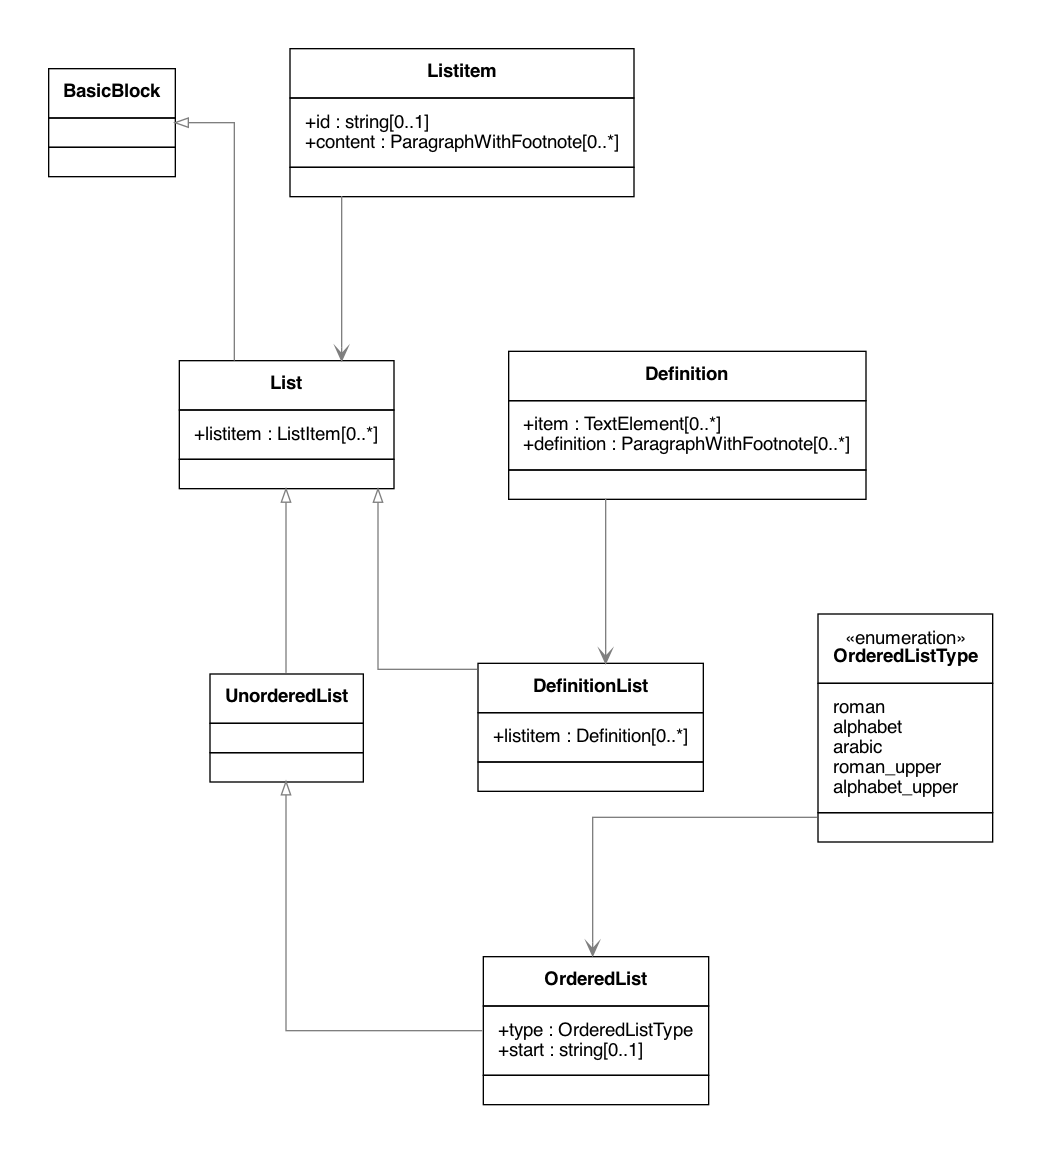 BasicBlock
Listitem
+id : string[0..1]
+content : ParagraphWithFootnote[0..*]
List
+listitem : ListItem[0..*]
Definition
+item : TextElement[0..*]
+definition : ParagraphWithFootnote[0..*]
UnorderedList
DefinitionList
+listitem : Definition[0..*]
«enumeration»
OrderedListType
roman
alphabet
arabic
roman_upper
alphabet_upper
OrderedList
+type : OrderedListType
+start : string[0..1]